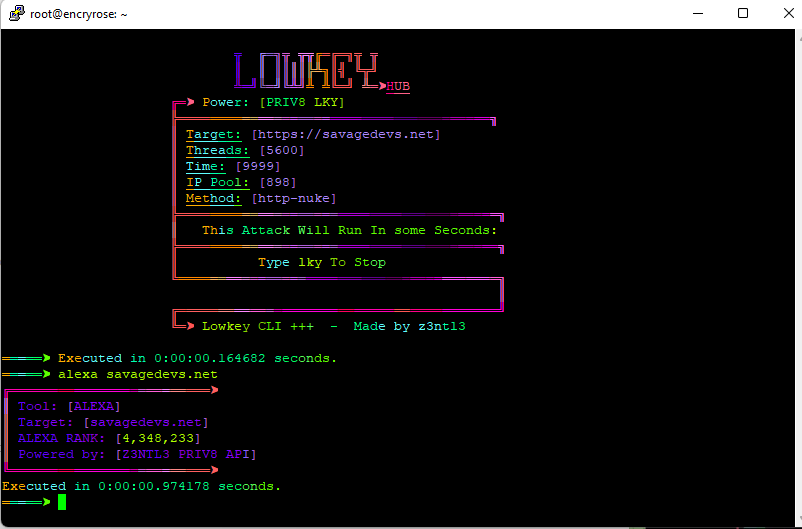 root@encryrose: ~
LOWKEY
HUB
Power: [PRIV8 LKY]
Target: [https://savagedevs.net]
Threads: [5600]
Time: [9999]
IP Pool: [898]
Method: [http-nuke]
This Attack Will Run In some Seconds:
Type lky To Stop
Lowkey CLI +++  -  Made by z3ntl3
Executed in 0:00:00.164682 seconds.
alexa savagedevs.net
Tool: [ALEXA]
Target: [savagedevs.net]
ALEXA RANK: [4,348,233]
Powered by: [Z3NTL3 PRIV8 API]
Executed in 0:00:00.974178 seconds.